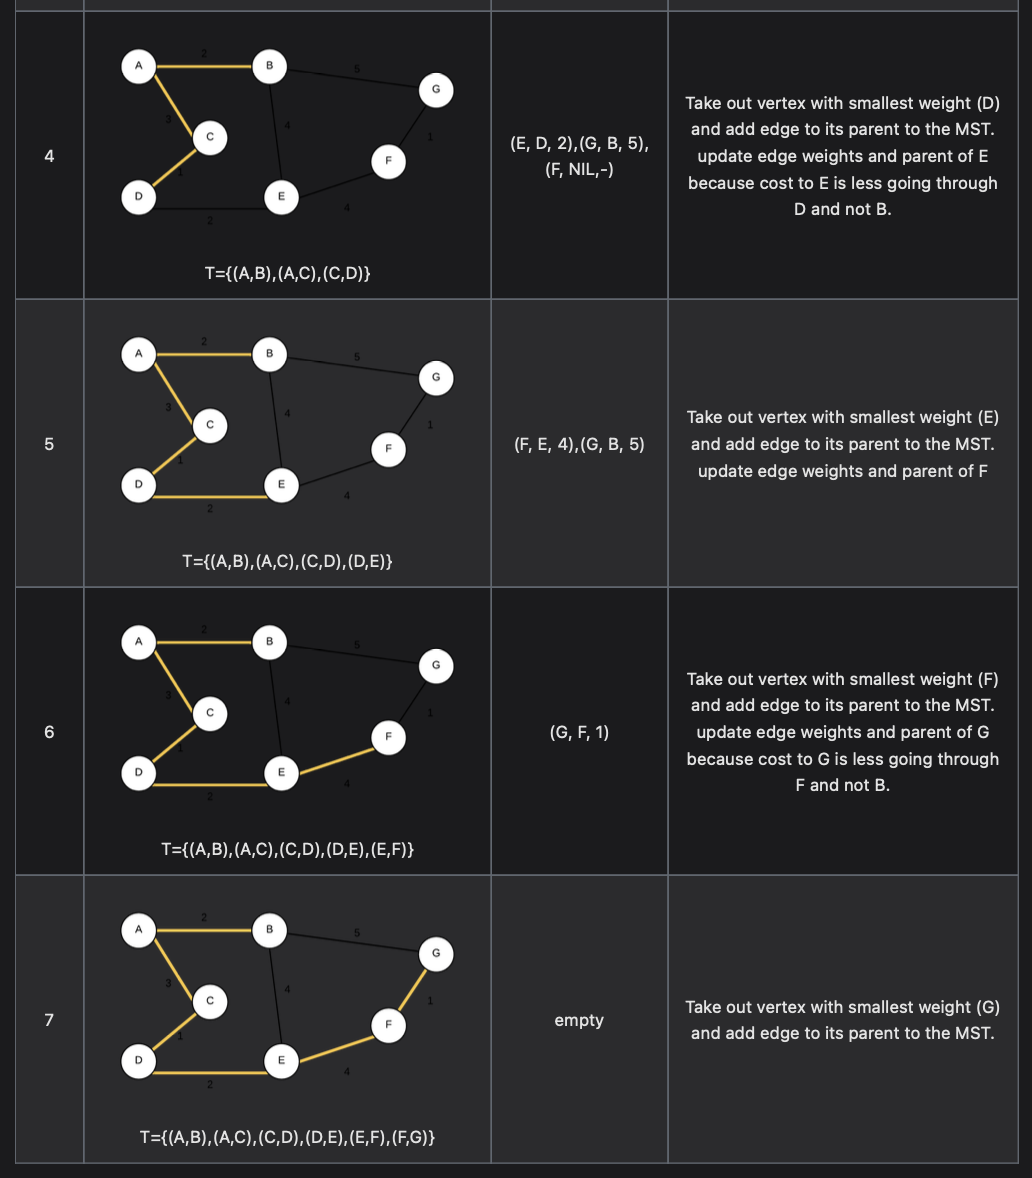 4
A
2
B
5
G
3
C
4
1
F
D
E
2
4
T={(A,B),(A,C),(C,D)}
(E, D, 2),(G, B, 5),
(F, NIL,-)
Take out vertex with smallest weight (D)
and add edge to its parent to the MST.
update edge weights and parent of E
because cost to E is less going through
D and not B.
5
A
2
B
5
G
3
C
4
1
F
1
D
E
2
4
T={(A,B),(A,C),(C,D),(D,E)}
(F, E, 4),(G, B, 5)
Take out vertex with smallest weight (E)
and add edge to its parent to the MST.
update edge weights and parent of F
6
A
2
B
5
G
3
C
4
1
F
D
E
2
4
T={(A,B),(A,C),(C,D),(D,E),(E,F)}
(G, F, 1)
Take out vertex with smallest weight (F)
and add edge to its parent to the MST.
update edge weights and parent of G
because cost to G is less going through
F and not B.
7
A
2
B
5
G
3
C
4
1
F
1
D
E
2
4
T={(A,B),(A,C),(C,D),(D,E),(E,F),(F,G)}
empty
Take out vertex with smallest weight (G)
and add edge to its parent to the MST.